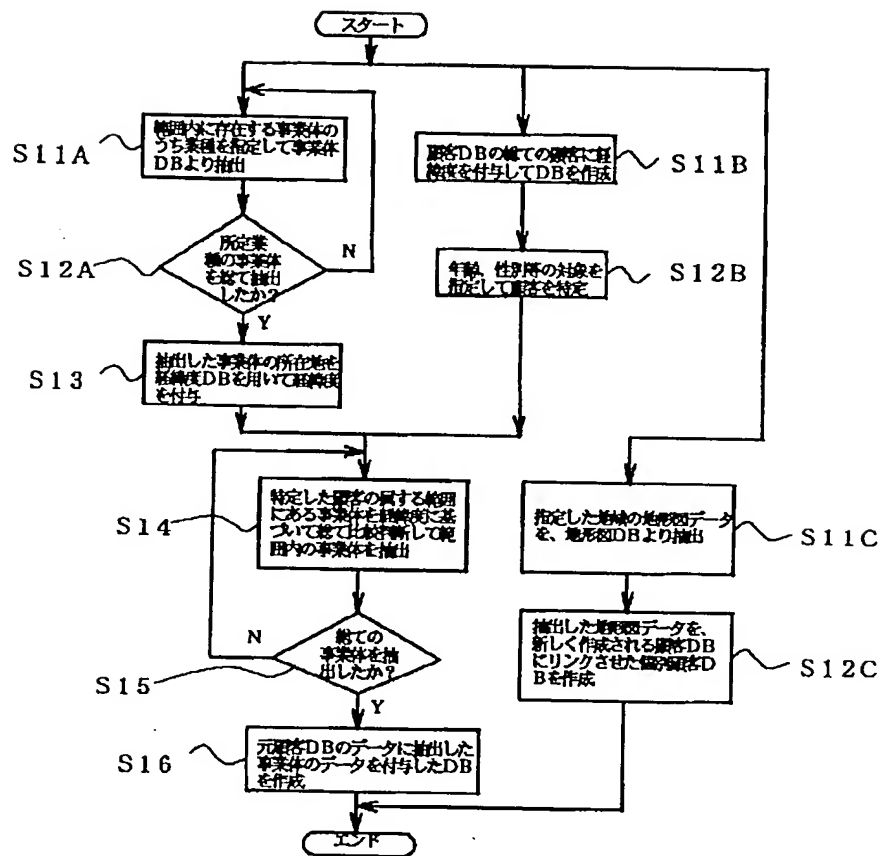 スタート
S11A
範囲内に存在する事業体の
うち業種を指定して事業体
DBより抽出
S12A
所定業
種の事業体
を総て抽出
したか?
N
Y
S13
抽出した事業体の所在地を
経緯度DBを用いて経緯度
を付与
顧客DBの総ての顧客に経
緯度を付与してDBを作成
S11B
年齢、性別等の対象を
指定して顧客を特定
S12B
S14
特定した顧客の属する範囲
にある事業体を経緯度に基
づいて総て比較判断して範
囲内の事業体を抽出
S15
総ての
事業体を抽
出したか?
N
Y
S16
元顧客DBのデータに抽出した
事業体のデータを付与したDB
を作成
指定した地域の地形図データ
を、地形図DBより抽出
S11C
抽出した地形図データを、
新しく作成される顧客DB
にリンクさせた個別顧客D
Bを作成
S12C
エンド